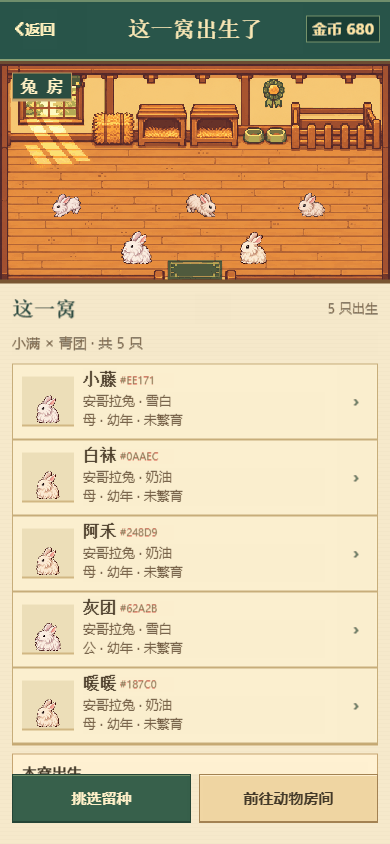 返回
这一窝出生了
金币 680
兔房
这一窝
5 只出生
小满 × 青团 · 共 5 只
小藤 #EE171
安哥拉兔 · 雪白
母 · 幼年 · 未繁育
白袜 #0AAEC
安哥拉兔 · 奶油
母 · 幼年 · 未繁育
阿禾 #248D9
安哥拉兔 · 奶油
母 · 幼年 · 未繁育
灰团 #62A2B
安哥拉兔 · 雪白
公 · 幼年 · 未繁育
暖暖 #187C0
安哥拉兔 · 奶油
母 · 幼年 · 未繁育
本窝出生
挑选留种
前往动物房间